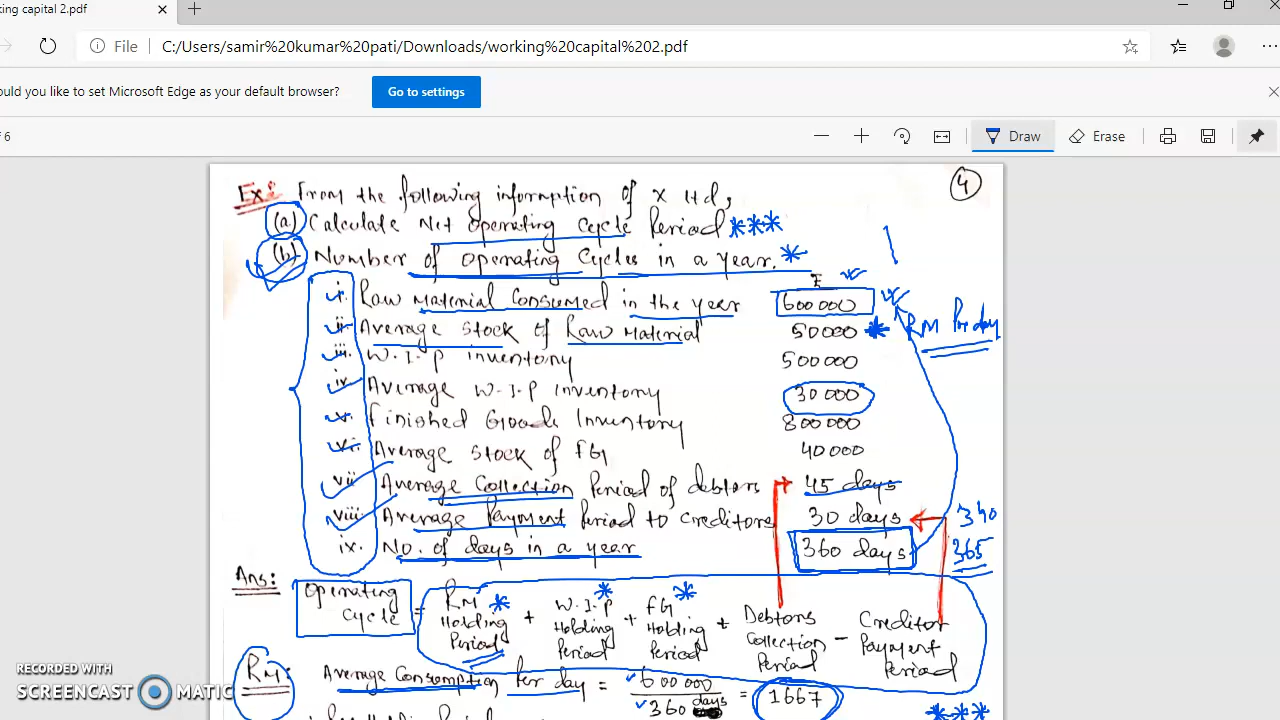 king capital 2.pdf
File C:/Users/samir%20kumar%20pati/Downloads/working%20capital%202.pdf
ould you like to set Microsoft Edge as your default browser? Go to settings
of 6 Draw Erase
4
Ex: From the following information of X Ltd,
(a) Calculate Net operating cycle Period ***
(b) Number of operating Cycles in a year. *
₹
i. Raw Material Consumed in the year 600000
RM Per day
ii. Average stock of Raw Material 50000 *
iii. W.I.P inventory 500000
iv. Average W.I.P inventory 30000
v. Finished Goods Inventory 800000
vi. Average stock of FG 40000
vii. Average Collection Period of debtors 45 days
viii. Average Payment Period to creditors 30 days
ix. No. of days in a year 360 days
365
Ans:
Operating Cycle = RM Holding Period * + W.I.P Holding Period * + FG Holding Period * + Debtors Collection Period - Creditor Payment Period
RM: Average Consumption Per day = 600000 / 360 days = 1667
***
RECORDED WITH
SCREENCAST MATIC